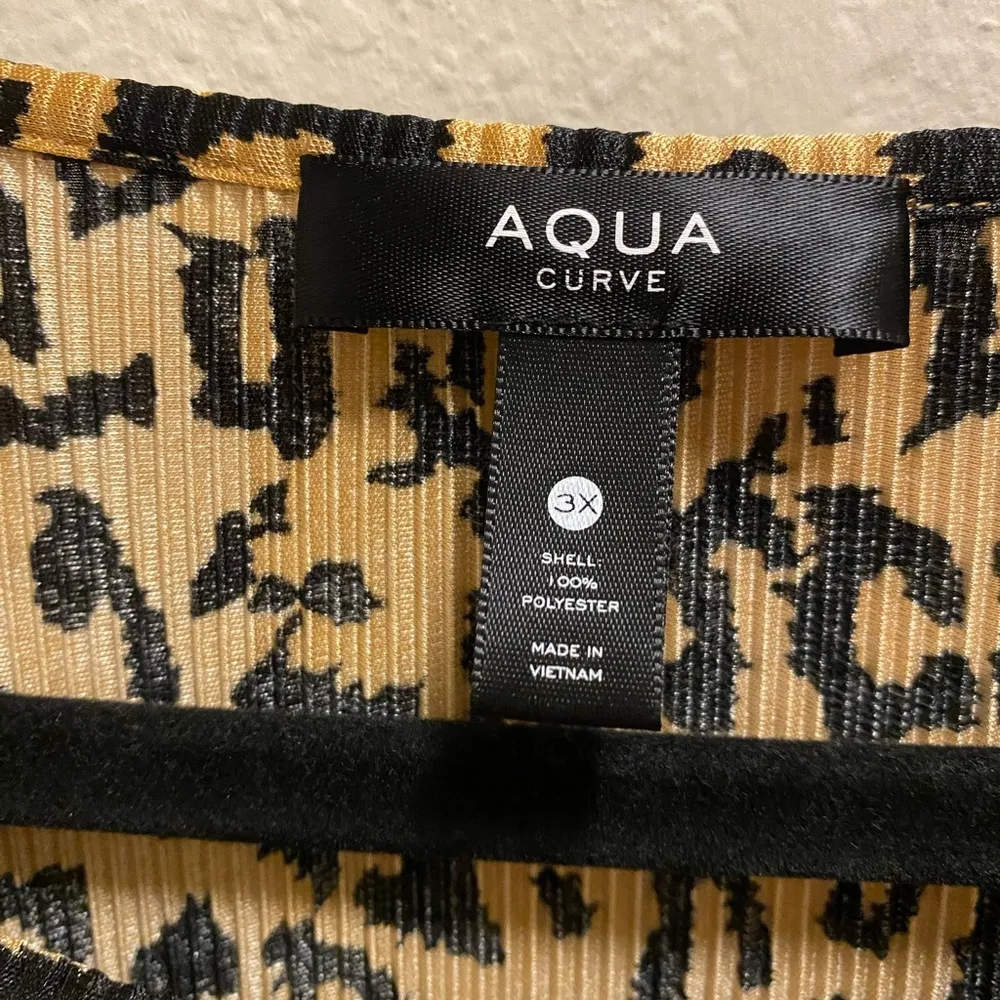 AQUA
CURVE
3X
SHELL
100%
POLYESTER
MADE IN
VIETNAM